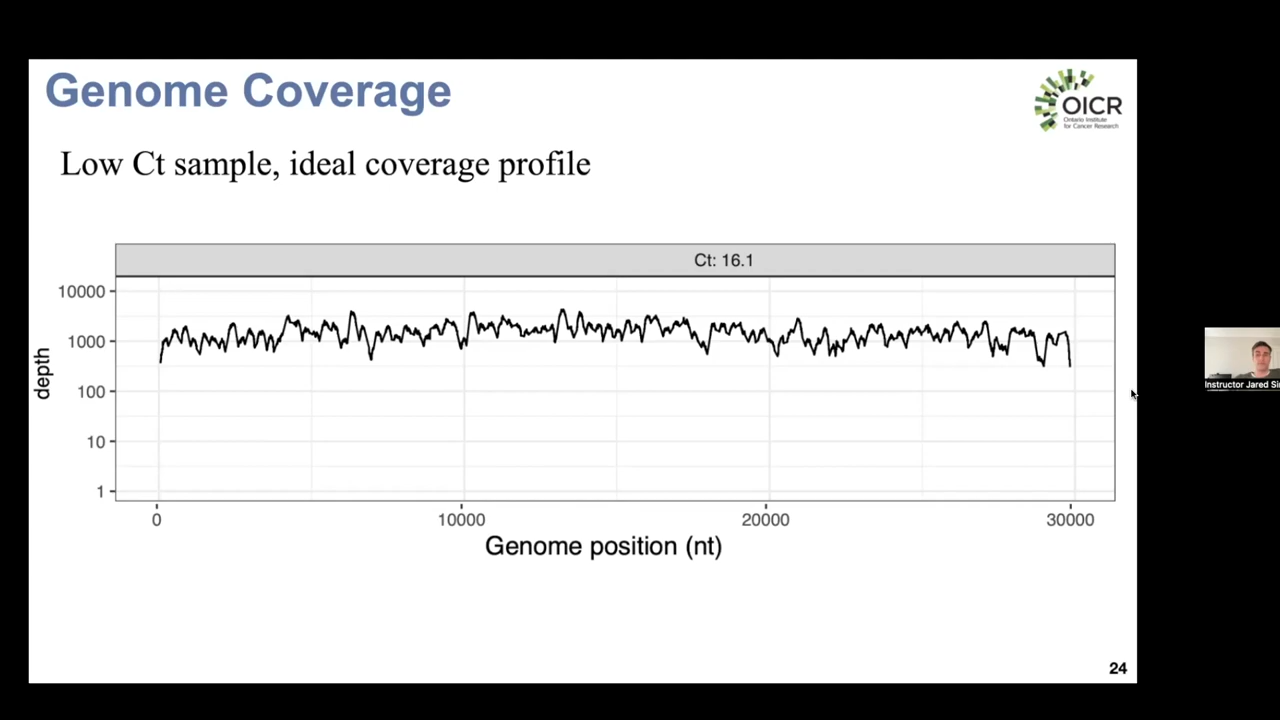 Genome Coverage
OICR
Ontario Institute
for Cancer Research
Low Ct sample, ideal coverage profile
Ct: 16.1
10000
1000
100
10
1
depth
0
10000
20000
30000
Genome position (nt)
Instructor Jared
24